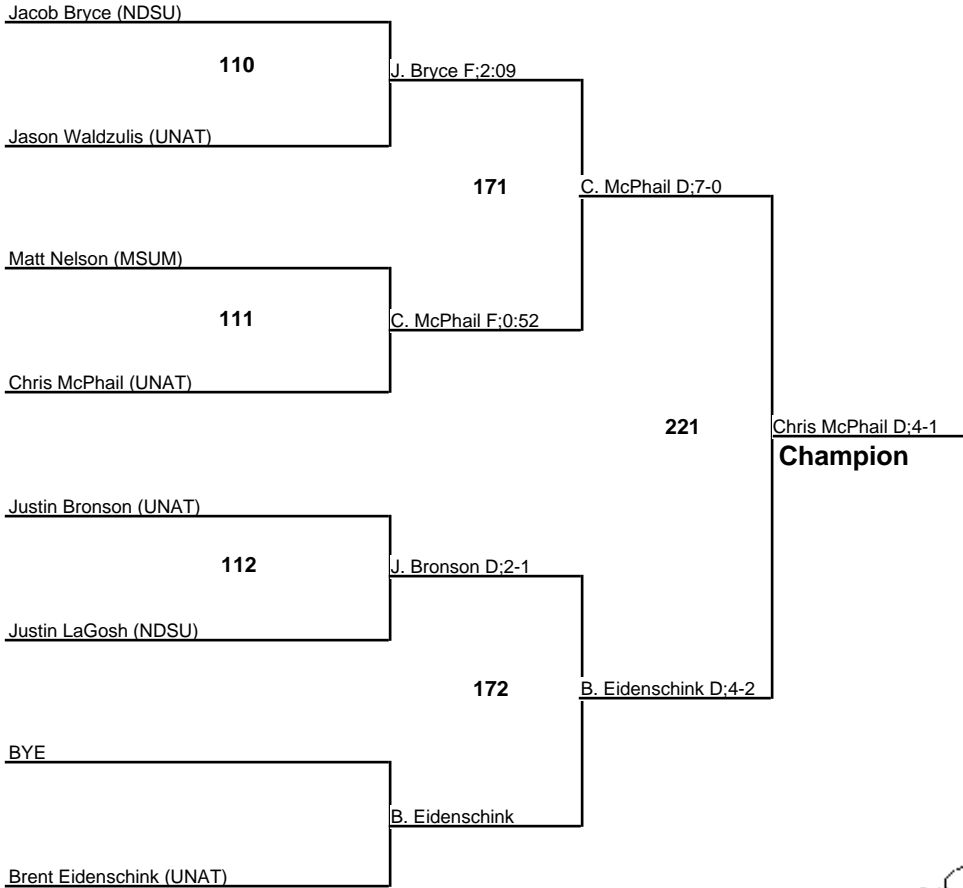 Jacob Bryce (NDSU)
110
J. Bryce F;2:09
Jason Waldzulis (UNAT)
171
C. McPhail D;7-0
Matt Nelson (MSUM)
111
C. McPhail F;0:52
Chris McPhail (UNAT)
221
Chris McPhail D;4-1
Champion
Justin Bronson (UNAT)
112
J. Bronson D;2-1
Justin LaGosh (NDSU)
172
B. Eidenschink D;4-2
BYE
B. Eidenschink
Brent Eidenschink (UNAT)